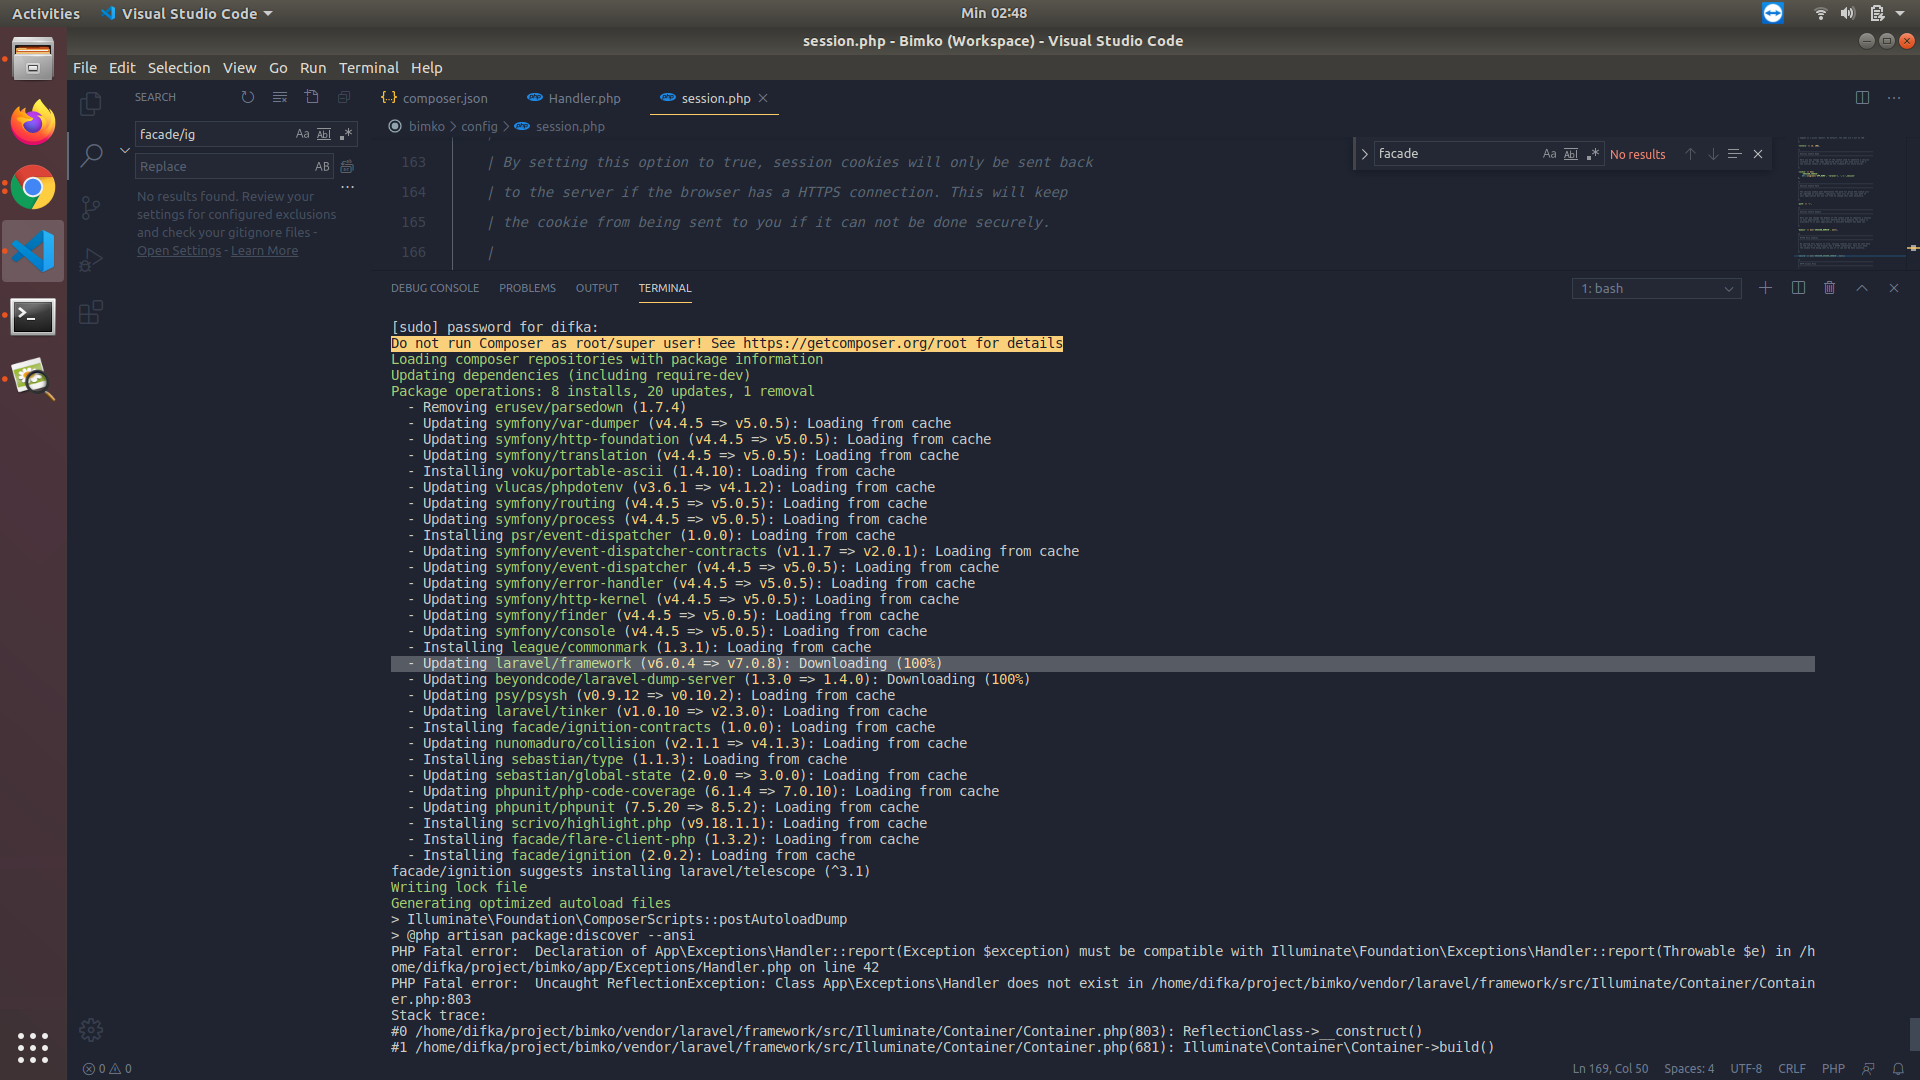 Activities
Visual Studio Code
Min 02:48
session.php - Bimko (Workspace) - Visual Studio Code
File Edit Selection View Go Run Terminal Help
SEARCH
facade/ig
Aa Abl .*
Replace
AB
No results found. Review your
settings for configured exclusions
and check your gitignore files -
Open Settings - Learn More
{..} composer.json
php Handler.php
php session.php
bimko > config > php session.php
facade
Aa Abl .*
No results
163 | By setting this option to true, session cookies will only be sent back
164 | to the server if the browser has a HTTPS connection. This will keep
165 | the cookie from being sent to you if it can not be done securely.
166 |
DEBUG CONSOLE PROBLEMS OUTPUT TERMINAL
1: bash
[sudo] password for difka:
Do not run Composer as root/super user! See https://getcomposer.org/root for details
Loading composer repositories with package information
Updating dependencies (including require-dev)
Package operations: 8 installs, 20 updates, 1 removal
- Removing erusev/parsedown (1.7.4)
- Updating symfony/var-dumper (v4.4.5 => v5.0.5): Loading from cache
- Updating symfony/http-foundation (v4.4.5 => v5.0.5): Loading from cache
- Updating symfony/translation (v4.4.5 => v5.0.5): Loading from cache
- Installing voku/portable-ascii (1.4.10): Loading from cache
- Updating vlucas/phpdotenv (v3.6.1 => v4.1.2): Loading from cache
- Updating symfony/routing (v4.4.5 => v5.0.5): Loading from cache
- Updating symfony/process (v4.4.5 => v5.0.5): Loading from cache
- Installing psr/event-dispatcher (1.0.0): Loading from cache
- Updating symfony/event-dispatcher-contracts (v1.1.7 => v2.0.1): Loading from cache
- Updating symfony/event-dispatcher (v4.4.5 => v5.0.5): Loading from cache
- Updating symfony/error-handler (v4.4.5 => v5.0.5): Loading from cache
- Updating symfony/http-kernel (v4.4.5 => v5.0.5): Loading from cache
- Updating symfony/finder (v4.4.5 => v5.0.5): Loading from cache
- Updating symfony/console (v4.4.5 => v5.0.5): Loading from cache
- Installing league/commonmark (1.3.1): Loading from cache
- Updating laravel/framework (v6.0.4 => v7.0.8): Downloading (100%)
- Updating beyondcode/laravel-dump-server (1.3.0 => 1.4.0): Downloading (100%)
- Updating psy/psysh (v0.9.12 => v0.10.2): Loading from cache
- Updating laravel/tinker (v1.0.10 => v2.3.0): Loading from cache
- Installing facade/ignition-contracts (1.0.0): Loading from cache
- Updating nunomaduro/collision (v2.1.1 => v4.1.3): Loading from cache
- Installing sebastian/type (1.1.3): Loading from cache
- Updating sebastian/global-state (2.0.0 => 3.0.0): Loading from cache
- Updating phpunit/php-code-coverage (6.1.4 => 7.0.10): Loading from cache
- Updating phpunit/phpunit (7.5.20 => 8.5.2): Loading from cache
- Installing scrivo/highlight.php (v9.18.1.1): Loading from cache
- Installing facade/flare-client-php (1.3.2): Loading from cache
- Installing facade/ignition (2.0.2): Loading from cache
facade/ignition suggests installing laravel/telescope (^3.1)
Writing lock file
Generating optimized autoload files
> Illuminate\Foundation\ComposerScripts::postAutoloadDump
> @php artisan package:discover --ansi
PHP Fatal error:  Declaration of App\Exceptions\Handler::report(Exception $exception) must be compatible with Illuminate\Foundation\Exceptions\Handler::report(Throwable $e) in /h
ome/difka/project/bimko/app/Exceptions/Handler.php on line 42
PHP Fatal error:  Uncaught ReflectionException: Class App\Exceptions\Handler does not exist in /home/difka/project/bimko/vendor/laravel/framework/src/Illuminate/Container/Contain
er.php:803
Stack trace:
#0 /home/difka/project/bimko/vendor/laravel/framework/src/Illuminate/Container/Container.php(803): ReflectionClass->__construct()
#1 /home/difka/project/bimko/vendor/laravel/framework/src/Illuminate/Container/Container.php(681): Illuminate\Container\Container->build()
0 0
Ln 169, Col 50 Spaces: 4 UTF-8 CRLF PHP